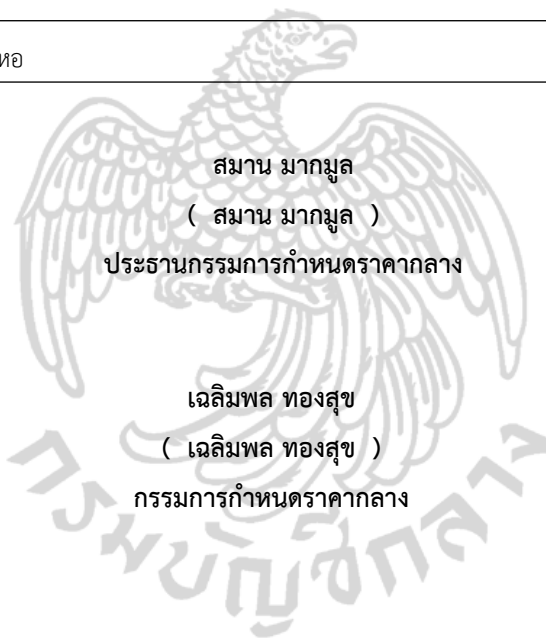 หอ
สมาน มากมูล
( สมาน มากมูล )
ประธานกรรมการกำหนดราคากลาง
เฉลิมพล ทองสุข
( เฉลิมพล ทองสุข )
กรรมการกำหนดราคากลาง
กรมบัญชีกลาง